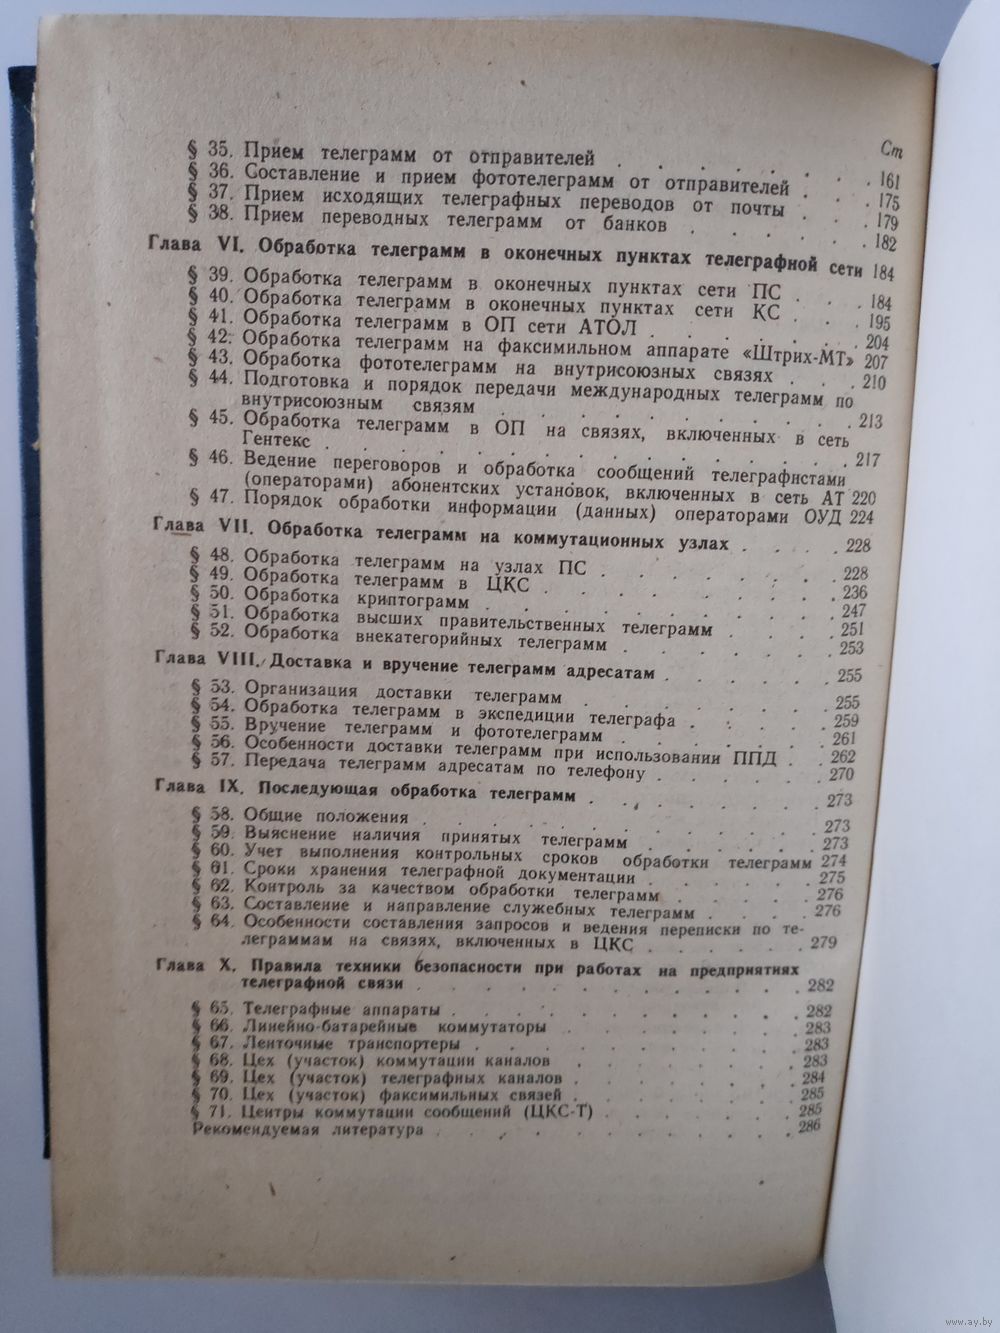 Ст
§ 35. Прием телеграмм от отправителей . . . . . . . 161
§ 36. Составление и прием фототелеграмм от отправителей . . . 175
§ 37. Прием исходящих телеграфных переводов от почты . . . 179
§ 38. Прием переводных телеграмм от банков . . . . . . 182
Глава VI. Обработка телеграмм в оконечных пунктах телеграфной сети 184
§ 39. Обработка телеграмм в оконечных пунктах сети ПС . . . 184
§ 40. Обработка телеграмм в оконечных пунктах сети КС . . . 195
§ 41. Обработка телеграмм в ОП сети АТОЛ . . . . . . 204
§ 42. Обработка телеграмм на факсимильном аппарате «Штрих-МТ» 207
§ 43. Обработка фототелеграмм на внутрисоюзных связях . . . 210
§ 44. Подготовка и порядок передачи международных телеграмм по
внутрисоюзным связям . . . . . . . . . . 213
§ 45. Обработка телеграмм в ОП на связях, включенных в сеть
Гентекс . . . . . . . . . . . . . . 217
§ 46. Ведение переговоров и обработка сообщений телеграфистами
(операторами) абонентских установок, включенных в сеть АТ 220
§ 47. Порядок обработки информации (данных) операторами ОУД 224
Глава VII. Обработка телеграмм на коммутационных узлах . . . . 228
§ 48. Обработка телеграмм на узлах ПС . . . . . . . 228
§ 49. Обработка телеграмм в ЦКС . . . . . . . . 236
§ 50. Обработка криптограмм . . . . . . . . . . 247
§ 51. Обработка высших правительственных телеграмм . . . . 251
§ 52. Обработка внекатегорийных телеграмм . . . . . . 253
Глава VIII. Доставка и вручение телеграмм адресатам . . . . . . 255
§ 53. Организация доставки телеграмм . . . . . . . 255
§ 54. Обработка телеграмм в экспедиции телеграфа . . . . 259
§ 55. Вручение телеграмм и фототелеграмм . . . . . . 261
§ 56. Особенности доставки телеграмм при использовании ППД . . 262
§ 57. Передача телеграмм адресатам по телефону . . . . . 270
Глава IX. Последующая обработка телеграмм . . . . . . . 273
§ 58. Общие положения . . . . . . . . . . . 273
§ 59. Выяснение наличия принятых телеграмм . . . . . 273
§ 60. Учет выполнения контрольных сроков обработки телеграмм 274
§ 61. Сроки хранения телеграфной документации . . . . . 275
§ 62. Контроль за качеством обработки телеграмм . . . . 276
§ 63. Составление и направление служебных телеграмм . . . . 276
§ 64. Особенности составления запросов и ведения переписки по те-
леграммам на связях, включенных в ЦКС . . . . . . 279
Глава X. Правила техники безопасности при работах на предприятиях
телеграфной связи . . . . . . . . . . . 282
§ 65. Телеграфные аппараты . . . . . . . . . . 282
§ 66. Линейно-батарейные коммутаторы . . . . . . . 283
§ 67. Ленточные транспортеры . . . . . . . . . 283
§ 68. Цех (участок) коммутации каналов . . . . . . 283
§ 69. Цех (участок) телеграфных каналов . . . . . . 284
§ 70. Цех (участок) факсимильных связей . . . . . . 285
§ 71. Центры коммутации сообщений (ЦКС-Т) . . . . . 285
Рекомендуемая литература . . . . . . . . . . 286
www.ay.by